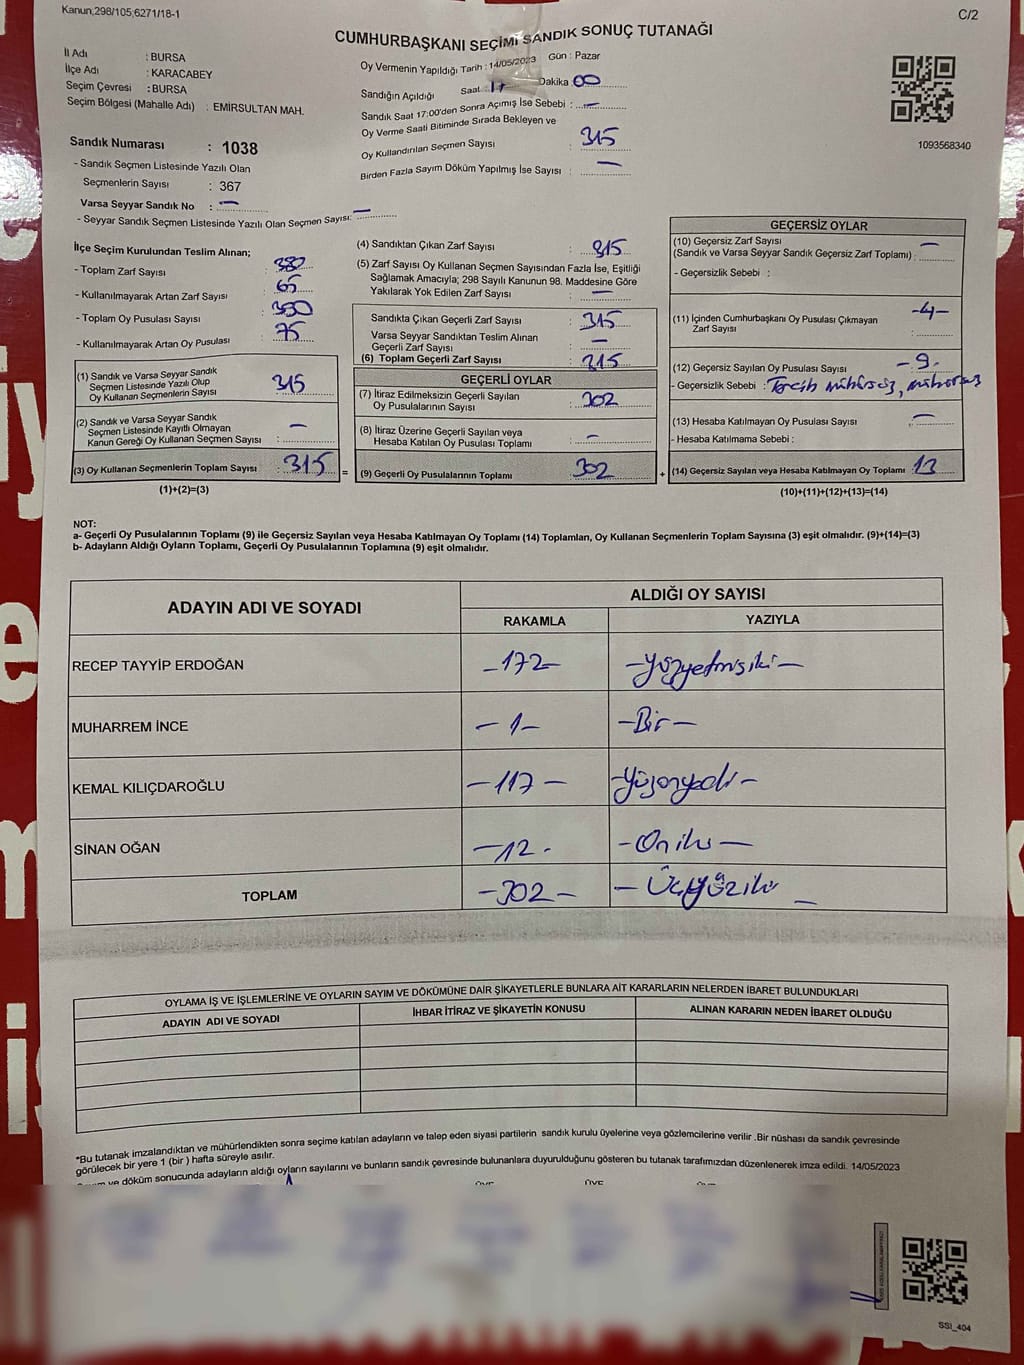 Kanun,298/105,6271/18-1
C/2
CUMHURBAŞKANI SEÇİMİ SANDIK SONUÇ TUTANAĞI
İl Adı : BURSA
İlçe Adı : KARACABEY
Seçim Çevresi : BURSA
Seçim Bölgesi (Mahalle Adı) : EMİRSULTAN MAH.
Oy Vermenin Yapıldığı Tarih : 14/05/2023 Gün : Pazar
Sandığın Açıldığı Saat : 17 Dakika 00
Sandık Saat 17:00'den Sonra Açmış İse Sebebi : —
Oy Verme Saati Bitiminde Sırada Bekleyen ve
Oy Kullandırılan Seçmen Sayısı : 315
Birden Fazla Sayım Döküm Yapılmış İse Sayısı : —
1093568340
Sandık Numarası : 1038
- Sandık Seçmen Listesinde Yazılı Olan
Seçmenlerin Sayısı : 367
Varsa Seyyar Sandık No : —
- Seyyar Sandık Seçmen Listesinde Yazılı Olan Seçmen Sayısı: —
İlçe Seçim Kurulundan Teslim Alınan;
- Toplam Zarf Sayısı : 380
- Kullanılmayarak Artan Zarf Sayısı : 65
- Toplam Oy Pusulası Sayısı :
- Kullanılmayarak Artan Oy Pusulası : 75
(1) Sandık ve Varsa Seyyar Sandık
Seçmen Listesinde Yazılı Olup
Oy Kullanan Seçmenlerin Sayısı : 315
(2) Sandık ve Varsa Seyyar Sandık
Seçmen Listesinde Kayıtlı Olmayan
Kanun Gereği Oy Kullanan Seçmen Sayısı : —
(3) Oy Kullanan Seçmenlerin Toplam Sayısı : 315 =
(1)+(2)=(3)
(4) Sandıktan Çıkan Zarf Sayısı : 315
(5) Zarf Sayısı Oy Kullanan Seçmen Sayısından Fazla İse, Eşitliği
Sağlamak Amacıyla; 298 Sayılı Kanunun 98. Maddesine Göre
Yakılarak Yok Edilen Zarf Sayısı : —
Sandıkta Çıkan Geçerli Zarf Sayısı : 315
Varsa Seyyar Sandıktan Teslim Alınan
Geçerli Zarf Sayısı : —
(6) Toplam Geçerli Zarf Sayısı : 315
GEÇERLİ OYLAR
(7) İtiraz Edilmeksizin Geçerli Sayılan
Oy Pusulalarının Sayısı : 302
(8) İtiraz Üzerine Geçerli Sayılan veya
Hesaba Katılan Oy Pusulası Toplamı : —
(9) Geçerli Oy Pusulalarının Toplamı : 302 +
GEÇERSİZ OYLAR
(10) Geçersiz Zarf Sayısı
(Sandık ve Varsa Seyyar Sandık Geçersiz Zarf Toplamı) : —
- Geçersizlik Sebebi :
(11) İçinden Cumhurbaşkanı Oy Pusulası Çıkmayan
Zarf Sayısı : -4-
(12) Geçersiz Sayılan Oy Pusulası Sayısı : -9-
- Geçersizlik Sebebi : Tercih mühürsüz,
(13) Hesaba Katılmayan Oy Pusulası Sayısı : —
- Hesaba Katılmama Sebebi :
(14) Geçersiz Sayılan veya Hesaba Katılmayan Oy Toplamı : 13
(10)+(11)+(12)+(13)=(14)
NOT:
a- Geçerli Oy Pusulalarının Toplamı (9) ile Geçersiz Sayılan veya Hesaba Katılmayan Oy Toplamı (14) Toplamları, Oy Kullanan Seçmenlerin Toplam Sayısına (3) eşit olmalıdır. (9)+(14)=(3)
b- Adayların Aldığı Oyların Toplamı, Geçerli Oy Pusulalarının Toplamına (9) eşit olmalıdır.
ADAYIN ADI VE SOYADI
ALDIĞI OY SAYISI
RAKAMLA YAZIYLA
RECEP TAYYİP ERDOĞAN -172- -Yüzyetmişiki-
MUHARREM İNCE -1- -Bir-
KEMAL KILIÇDAROĞLU -117- -Yüzonyedi-
SİNAN OĞAN -12- -Oniki-
TOPLAM -302- -Üçyüziki-
OYLAMA İŞ VE İŞLEMLERİNE VE OYLARIN SAYIM VE DÖKÜMÜNE DAİR ŞİKAYETLERLE BUNLARA AİT KARARLARIN NELERDEN İBARET BULUNDUKLARI
ADAYIN ADI VE SOYADI İHBAR İTİRAZ VE ŞİKAYETİN KONUSU ALINAN KARARIN NEDEN İBARET OLDUĞU
*Bu tutanak imzalandıktan ve mühürlendikten sonra seçime katılan adayların ve talep eden siyasi partilerin sandık kurulu üyelerine veya gözlemcilerine verilir .Bir nüshası da sandık çevresinde
görülecek bir yere 1 (bir ) hafta süreyle asılır.
ve döküm sonucunda adayların aldığı oyların sayılarını ve bunların sandık çevresinde bulunanlara duyurulduğunu gösteren bu tutanak tarafımızdan düzenlenerek imza edildi. 14/05/2023
SSI_404